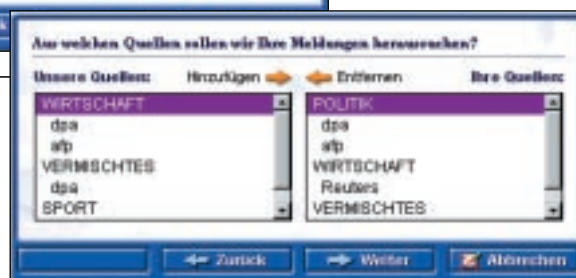 Aus welchen Quellen sollen wir Ihre Meldungen heraussuchen?
Unsere Quellen: Hinzufügen Entfernen Ihre Quellen:
WIRTSCHAFT
dpa
afp
VERMISCHTES
dpa
SPORT
POLITIK
dpa
afp
WIRTSCHAFT
Reuters
VERMISCHTES
Zurück Weiter Abbrechen